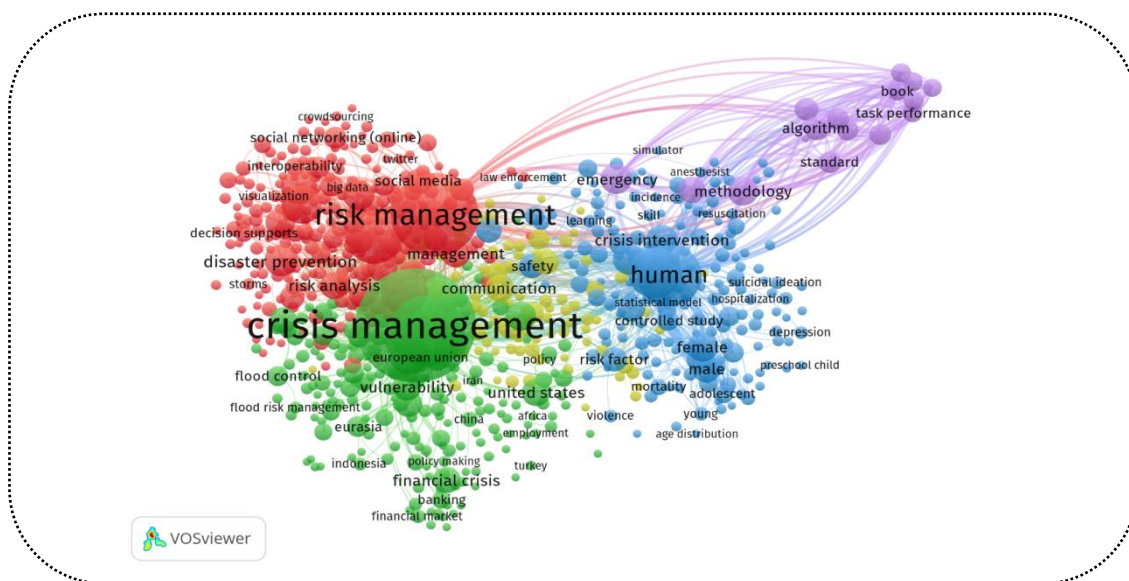 book
task performance
crowdsourcing
algorithm
social networking (online)
simulator
twitter
standard
interoperability
anesthesist
law enforcement
emergency
social media
big data
methodology
visualization
incidence
resuscitation
risk management
skill
learning
decision supports
crisis intervention
management
disaster prevention
safety
human
storms
risk analysis
communication
suicidal ideation
statistical model
hospitalization
controlled study
crisis management
depression
female
european union
policy
risk factor
preschool child
male
flood control
iran
vulnerability
united states
mortality
adolescent
flood risk management
africa
violence
young
china
eurasia
employment
age distribution
indonesia
policy making
turkey
financial crisis
banking
financial market
VOSviewer